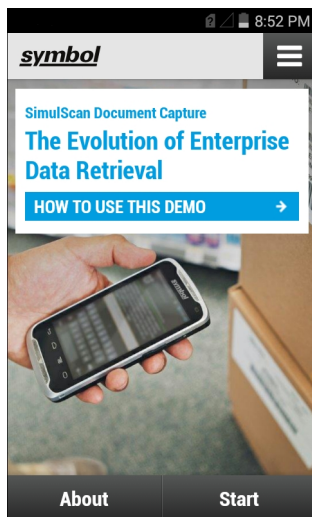 8:52 PM
symbol
SimulScan Document Capture
The Evolution of Enterprise
Data Retrieval
HOW TO USE THIS DEMO
symbol
About
Start